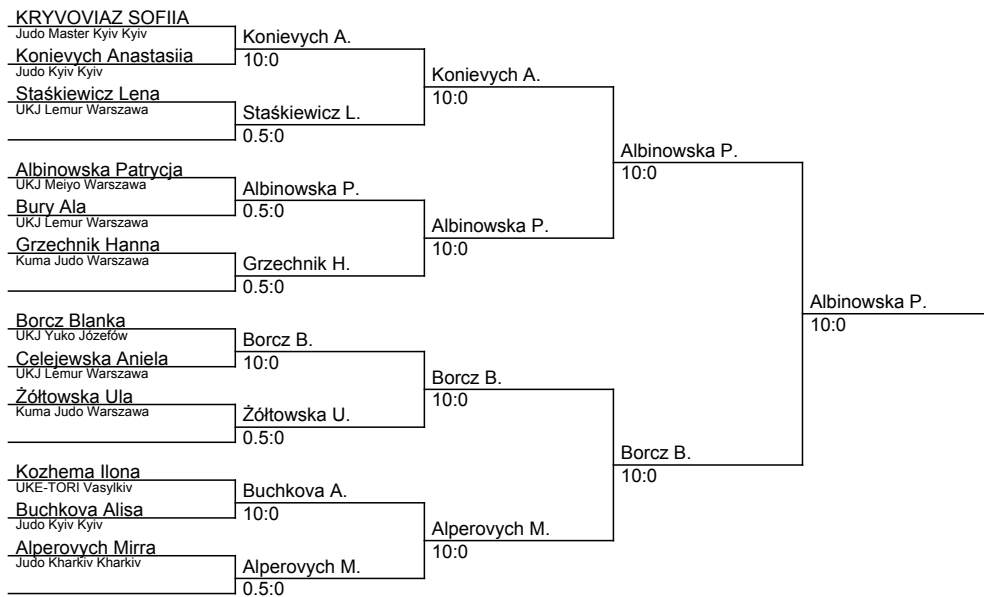 KRYVOVIAZ SOFIIA
Judo Master Kyiv Kyiv
Konievych A.
10:0
Konievych Anastasiia
Judo Kyiv Kyiv
Konievych A.
10:0
Staśkiewicz Lena
UKJ Lemur Warszawa
Staśkiewicz L.
0.5:0
Albinowska P.
10:0
Albinowska Patrycja
UKJ Meiyo Warszawa
Albinowska P.
0.5:0
Bury Ala
UKJ Lemur Warszawa
Albinowska P.
10:0
Grzechnik Hanna
Kuma Judo Warszawa
Grzechnik H.
0.5:0
Albinowska P.
10:0
Borcz Blanka
UKJ Yuko Józefów
Borcz B.
10:0
Celejewska Aniela
UKJ Lemur Warszawa
Borcz B.
10:0
Żółtowska Ula
Kuma Judo Warszawa
Żółtowska U.
0.5:0
Borcz B.
10:0
Kozhema Ilona
UKE-TORI Vasylkiv
Buchkova A.
10:0
Buchkova Alisa
Judo Kyiv Kyiv
Alperovych M.
10:0
Alperovych Mirra
Judo Kharkiv Kharkiv
Alperovych M.
0.5:0